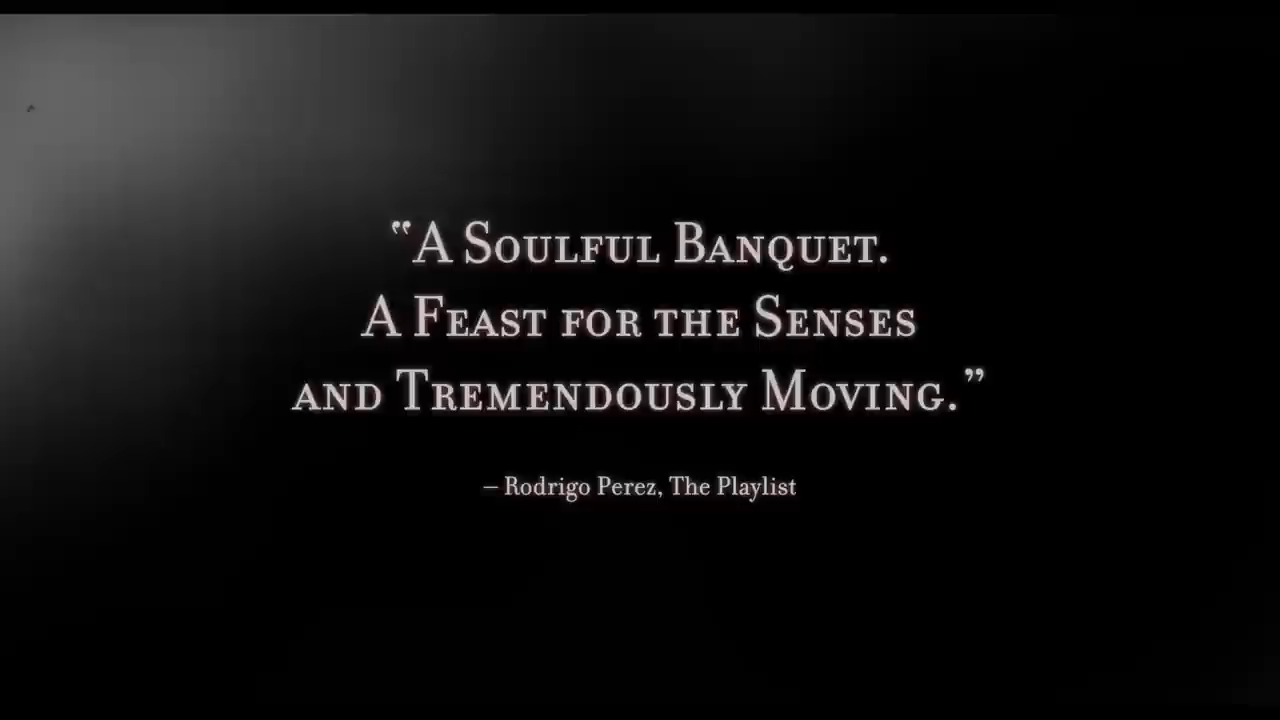 “A Soulful Banquet.
A Feast for the Senses
and Tremendously Moving.”
– Rodrigo Perez, The Playlist